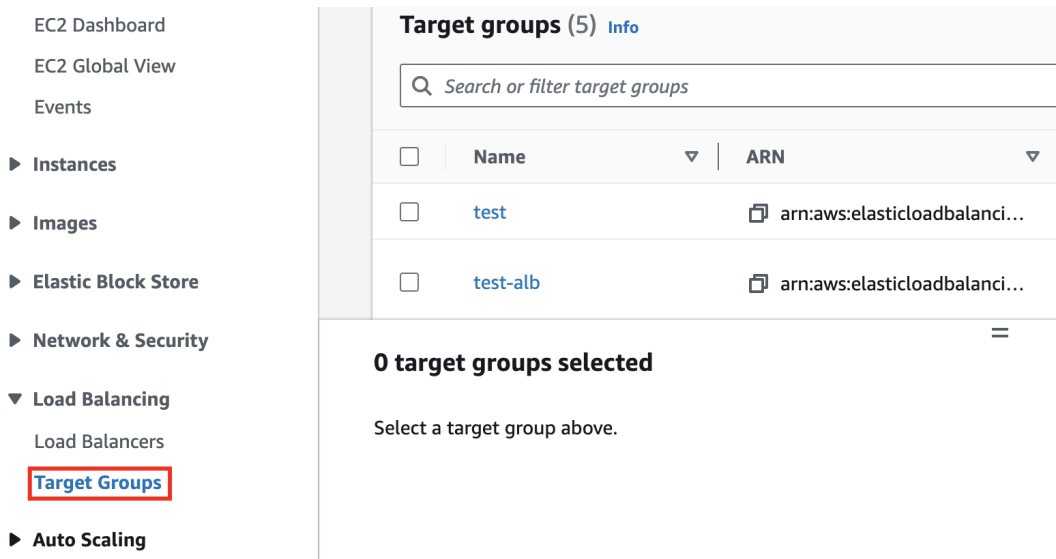 EC2 Dashboard
EC2 Global View
Events
Instances
Images
Elastic Block Store
Network & Security
Load Balancing
Load Balancers
Target Groups
Auto Scaling
Target groups (5) Info
Search or filter target groups
Name ARN
test arn:aws:elasticloadbalanci...
test-alb arn:aws:elasticloadbalanci...
0 target groups selected
Select a target group above.